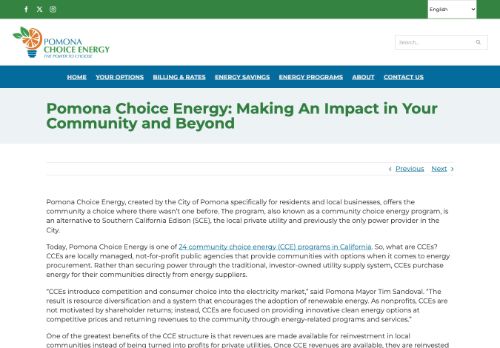 English
POMONA
CHOICE ENERGY
THE POWER TO CHOOSE
Search...
HOME YOUR OPTIONS BILLING & RATES ENERGY SAVINGS ENERGY PROGRAMS ABOUT CONTACT US
Pomona Choice Energy: Making An Impact in Your
Community and Beyond
Previous Next
Pomona Choice Energy, created by the City of Pomona specifically for residents and local businesses, offers the
community a choice where there wasn't one before. The program, also known as a community choice energy program, is
an alternative to Southern California Edison (SCE), the local private utility and previously the only power provider in the
City.
Today, Pomona Choice Energy is one of 24 community choice energy (CCE) programs in California. So, what are CCEs?
CCEs are locally managed, not-for-profit public agencies that provide communities with options when it comes to energy
procurement. Rather than securing power through the traditional, investor-owned utility supply system, CCEs purchase
energy for their communities directly from energy suppliers.
"CCEs introduce competition and consumer choice into the electricity market," said Pomona Mayor Tim Sandoval. "The
result is resource diversification and a system that encourages the adoption of renewable energy. As nonprofits, CCEs are
not motivated by shareholder returns; instead, CCEs are focused on providing innovative clean energy options at
competitive prices and returning revenues to the community through energy-related programs and services."
One of the greatest benefits of the CCE structure is that revenues are made available for reinvestment in local
communities instead of being turned into profits for private utilities. Once CCE revenues are available, they are reinvested